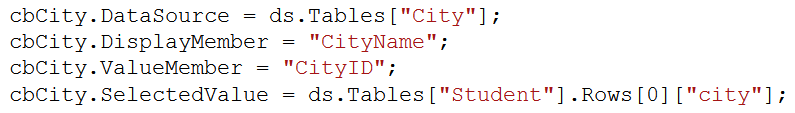 cbCity.DataSource = ds.Tables["City"];
cbCity.DisplayMember = "CityName";
cbCity.ValueMember = "CityID";
cbCity.SelectedValue = ds.Tables["Student"].Rows[0]["city"];